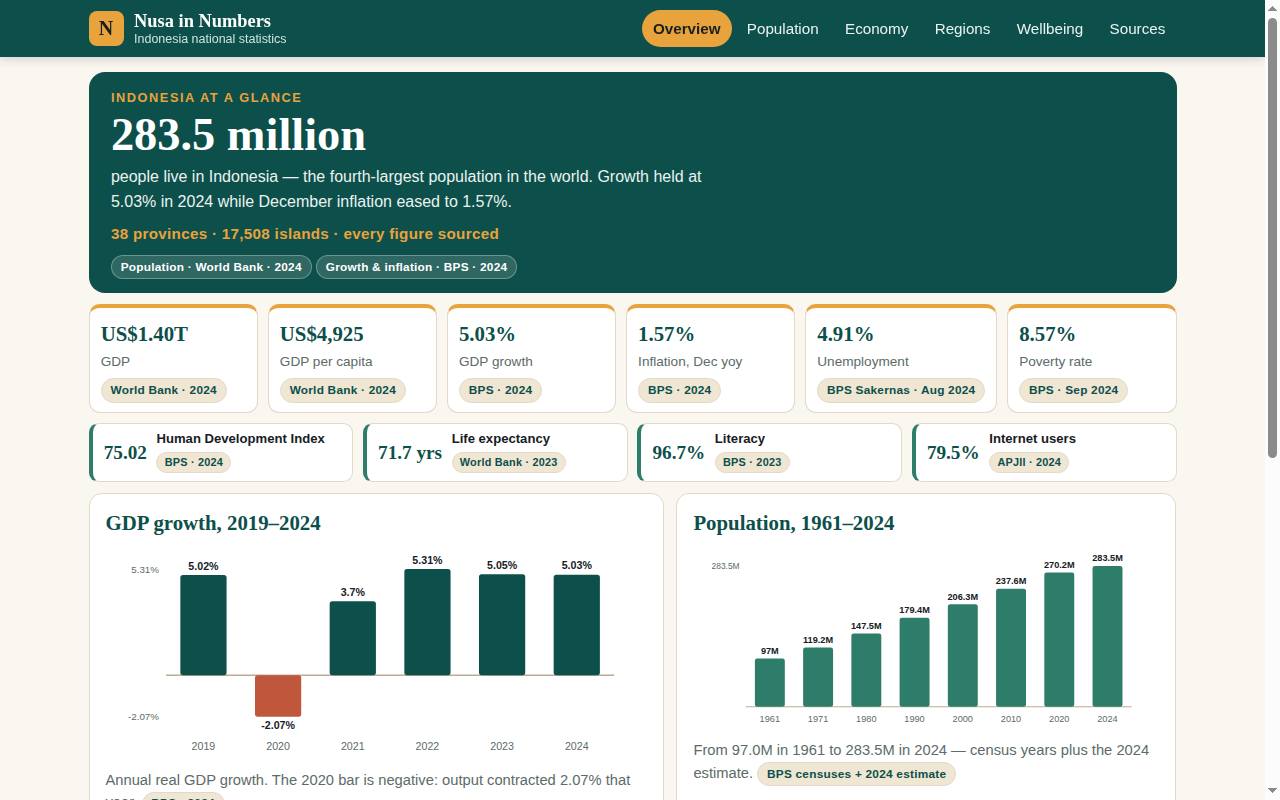 N
Nusa in Numbers
Indonesia national statistics
Overview
Population
Economy
Regions
Wellbeing
Sources
INDONESIA AT A GLANCE
283.5 million
people live in Indonesia — the fourth-largest population in the world. Growth held at
5.03% in 2024 while December inflation eased to 1.57%.
38 provinces · 17,508 islands · every figure sourced
Population · World Bank · 2024
Growth & inflation · BPS · 2024
US$1.40T
GDP
World Bank · 2024
US$4,925
GDP per capita
World Bank · 2024
5.03%
GDP growth
BPS · 2024
1.57%
Inflation, Dec yoy
BPS · 2024
4.91%
Unemployment
BPS Sakernas · Aug 2024
8.57%
Poverty rate
BPS · Sep 2024
75.02
Human Development Index
BPS · 2024
71.7 yrs
Life expectancy
World Bank · 2023
96.7%
Literacy
BPS · 2023
79.5%
Internet users
APJII · 2024
GDP growth, 2019–2024
5.31%
-2.07%
5.02%
-2.07%
3.7%
5.31%
5.05%
5.03%
2019
2020
2021
2022
2023
2024
Annual real GDP growth. The 2020 bar is negative: output contracted 2.07% that
Population, 1961–2024
283.5M
97M
119.2M
147.5M
179.4M
206.3M
237.6M
270.2M
283.5M
1961
1971
1980
1990
2000
2010
2020
2024
From 97.0M in 1961 to 283.5M in 2024 — census years plus the 2024
estimate. BPS censuses + 2024 estimate